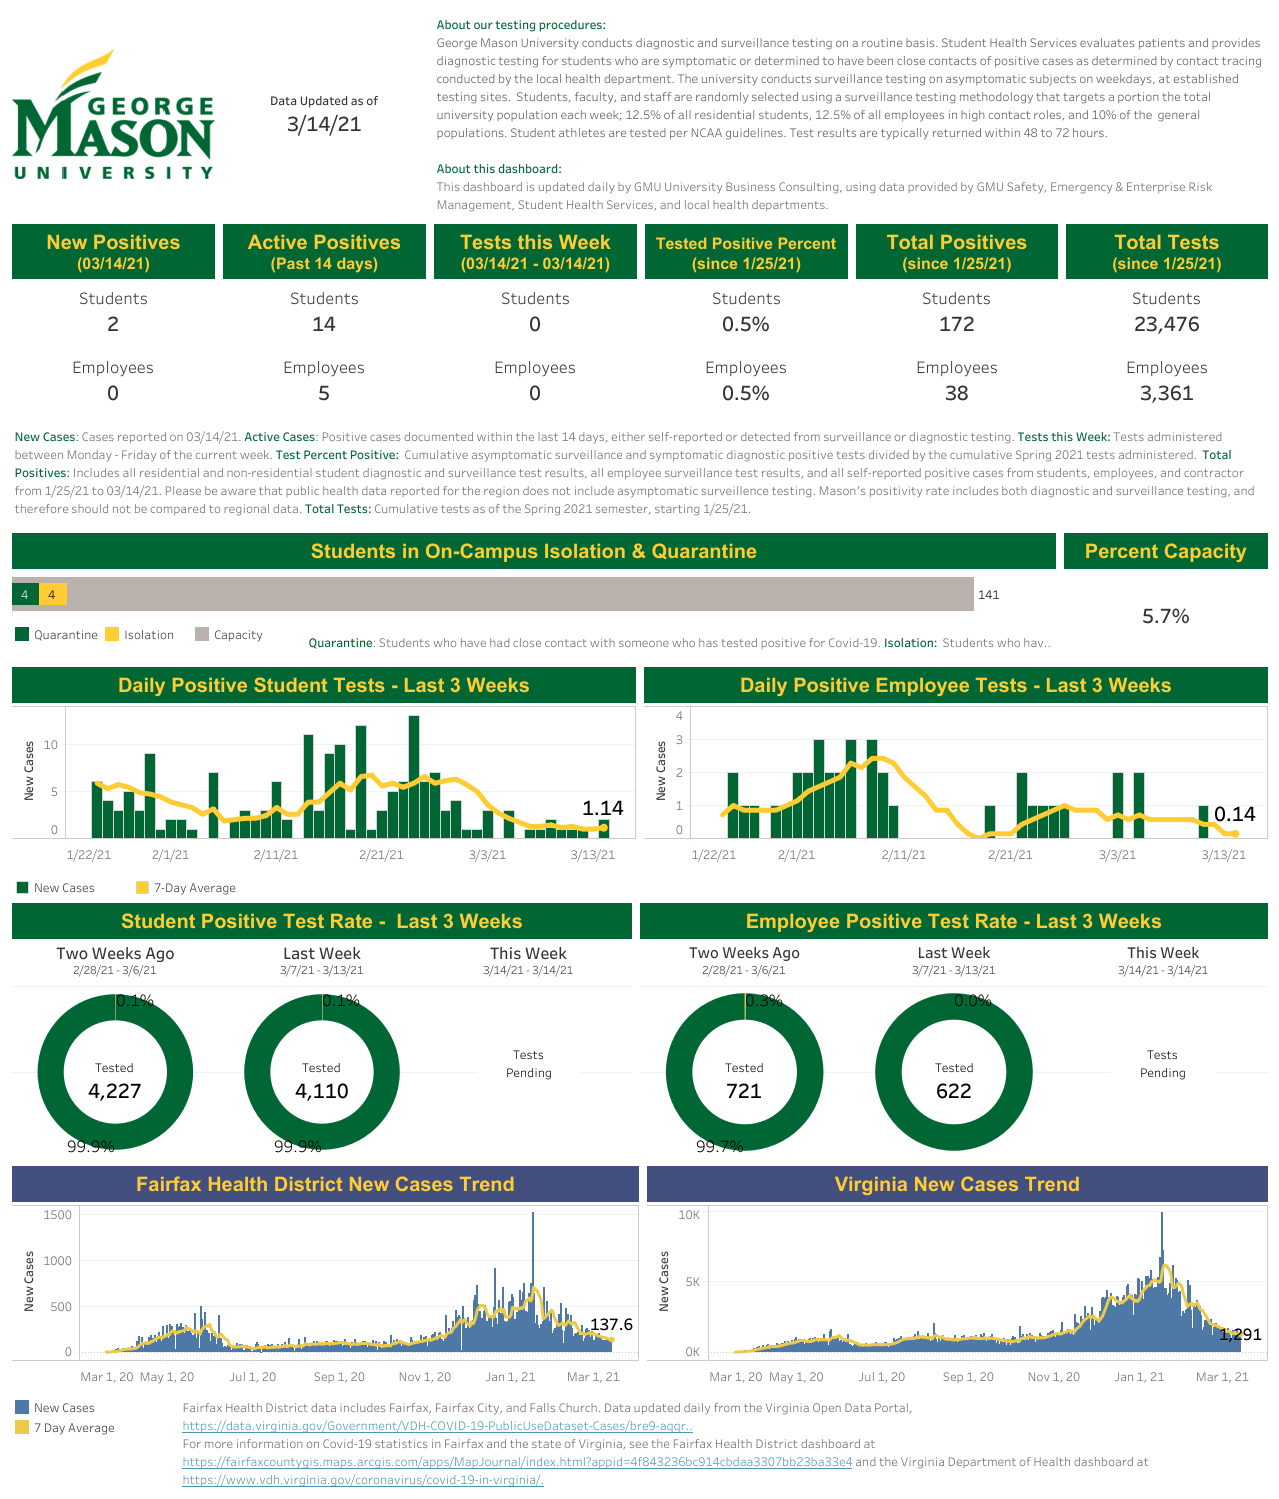 About our testing procedures:
George Mason University conducts diagnostic and surveillance testing on a routine basis. Student Health Services evaluates patients and provides
diagnostic testing for students who are symptomatic or determined to have been close contacts of positive cases as determined by contact tracing
conducted by the local health department. The university conducts surveillance testing on asymptomatic subjects on weekdays, at established
testing sites. Students, faculty, and staff are randomly selected using a surveillance testing methodology that targets a portion the total
university population each week; 12.5% of all residential students, 12.5% of all employees in high contact roles, and 10% of the general
populations. Student athletes are tested per NCAA guidelines. Test results are typically returned within 48 to 72 hours.
GEORGE
MASON
UNIVERSITY
Data Updated as of
3/14/21
About this dashboard:
This dashboard is updated daily by GMU University Business Consulting, using data provided by GMU Safety, Emergency & Enterprise Risk
Management, Student Health Services, and local health departments.
New Positives Active Positives Tests this Week Tested Positive Percent Total Positives Total Tests
(03/14/21) (Past 14 days) (03/14/21 - 03/14/21) (since 1/25/21) (since 1/25/21) (since 1/25/21)
Students Students Students Students Students Students
2 14 0 0.5% 172 23,476
Employees Employees Employees Employees Employees Employees
0 5 0 0.5% 38 3,361
New Cases: Cases reported on 03/14/21. Active Cases: Positive cases documented within the last 14 days, either self-reported or detected from surveillance or diagnostic testing. Tests this Week: Tests administered
between Monday - Friday of the current week. Test Percent Positive: Cumulative asymptomatic surveillance and symptomatic diagnostic positive tests divided by the cumulative Spring 2021 tests administered. Total
Positives: Includes all residential and non-residential student diagnostic and surveillance test results, all employee surveillance test results, and all self-reported positive cases from students, employees, and contractor
from 1/25/21 to 03/14/21. Please be aware that public health data reported for the region does not include asymptomatic surveillence testing. Mason's positivity rate includes both diagnostic and surveillance testing, and
therefore should not be compared to regional data. Total Tests: Cumulative tests as of the Spring 2021 semester, starting 1/25/21.
Students in On-Campus Isolation & Quarantine Percent Capacity
4 4 141
5.7%
Quarantine Isolation Capacity
Quarantine: Students who have had close contact with someone who has tested positive for Covid-19. Isolation: Students who hav..
Daily Positive Student Tests - Last 3 Weeks
New Cases
10
5
0
1.14
1/22/21 2/1/21 2/11/21 2/21/21 3/3/21 3/13/21
New Cases 7-Day Average
Daily Positive Employee Tests - Last 3 Weeks
New Cases
4
3
2
1
0
0.14
1/22/21 2/1/21 2/11/21 2/21/21 3/3/21 3/13/21
Student Positive Test Rate - Last 3 Weeks
Two Weeks Ago Last Week This Week
2/28/21 - 3/6/21 3/7/21 - 3/13/21 3/14/21 - 3/14/21
0.1% 0.1%
Tested Tested Tests
4,227 4,110 Pending
99.9% 99.9%
Employee Positive Test Rate - Last 3 Weeks
Two Weeks Ago Last Week This Week
2/28/21 - 3/6/21 3/7/21 - 3/13/21 3/14/21 - 3/14/21
0.3% 0.0%
Tested Tested Tests
721 622 Pending
99.7%
Fairfax Health District New Cases Trend
New Cases
1500
1000
500
0
137.6
Mar 1, 20 May 1, 20 Jul 1, 20 Sep 1, 20 Nov 1, 20 Jan 1, 21 Mar 1, 21
Virginia New Cases Trend
New Cases
10K
5K
0K
1,291
Mar 1, 20 May 1, 20 Jul 1, 20 Sep 1, 20 Nov 1, 20 Jan 1, 21 Mar 1, 21
New Cases
7 Day Average
Fairfax Health District data includes Fairfax, Fairfax City, and Falls Church. Data updated daily from the Virginia Open Data Portal,
https://data.virginia.gov/Government/VDH-COVID-19-PublicUseDataset-Cases/bre9-aqqr..
For more information on Covid-19 statistics in Fairfax and the state of Virginia, see the Fairfax Health District dashboard at
https://fairfaxcountygis.maps.arcgis.com/apps/MapJournal/index.html?appid=4f843236bc914cbdaa3307bb23ba33e4 and the Virginia Department of Health dashboard at
https://www.vdh.virginia.gov/coronavirus/covid-19-in-virginia/.